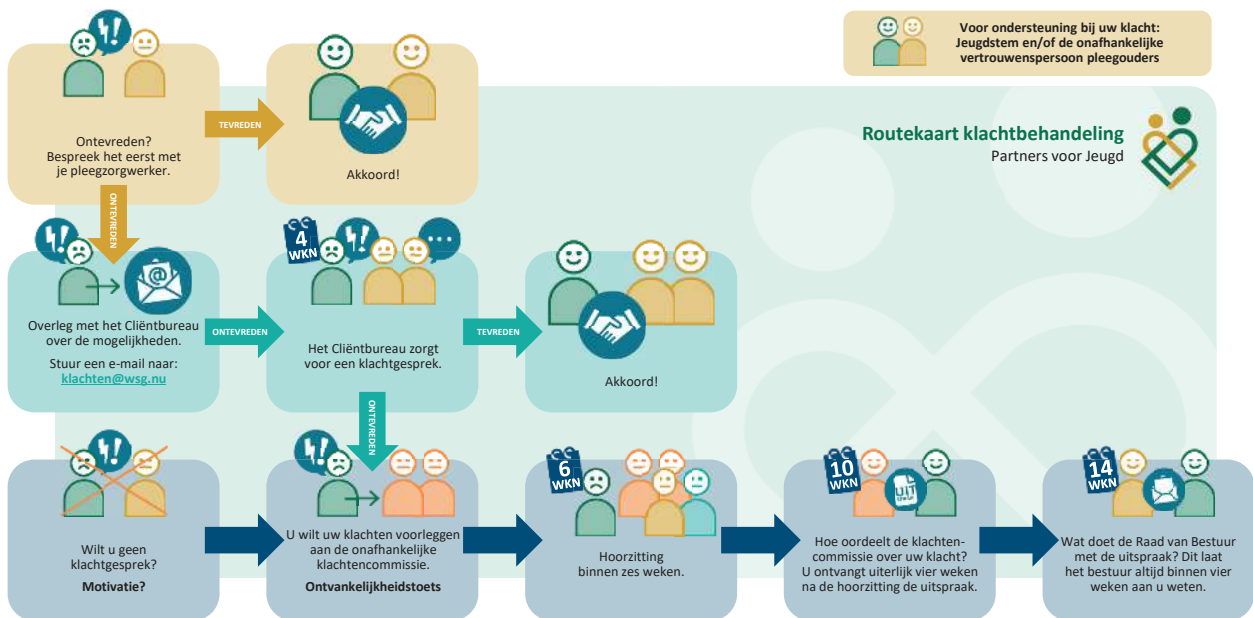 Voor ondersteuning bij uw klacht:
Jeugdstem en/of de onafhankelijke
vertrouwenspersoon pleegouders
Routekaart klachtbehandeling
Partners voor Jeugd
Ontevreden?
Bespreek het eerst met
je pleegzorgwerker.
TEVREDEN
Akkoord!
ONTEVREDEN
@
Overleg met het Cliëntbureau
over de mogelijkheden.
Stuur een e-mail naar:
klachten@wsg.nu
ONTEVREDEN
4
WKN
Het Cliëntbureau zorgt
voor een klachtgesprek.
TEVREDEN
Akkoord!
ONTEVREDEN
Wilt u geen
klachtgesprek?
Motivatie?
U wilt uw klachten voorleggen
aan de onafhankelijke
klachtencommissie.
Ontvankelijkheidstoets
6
WKN
Hoorzitting
binnen zes weken.
10
WKN
UIT
Hoe oordeelt de klachten-
commissie over uw klacht?
U ontvangt uiterlijk vier weken
na de hoorzitting de uitspraak.
14
WKN
Wat doet de Raad van Bestuur
met de uitspraak? Dit laat
het bestuur altijd binnen vier
weken aan u weten.